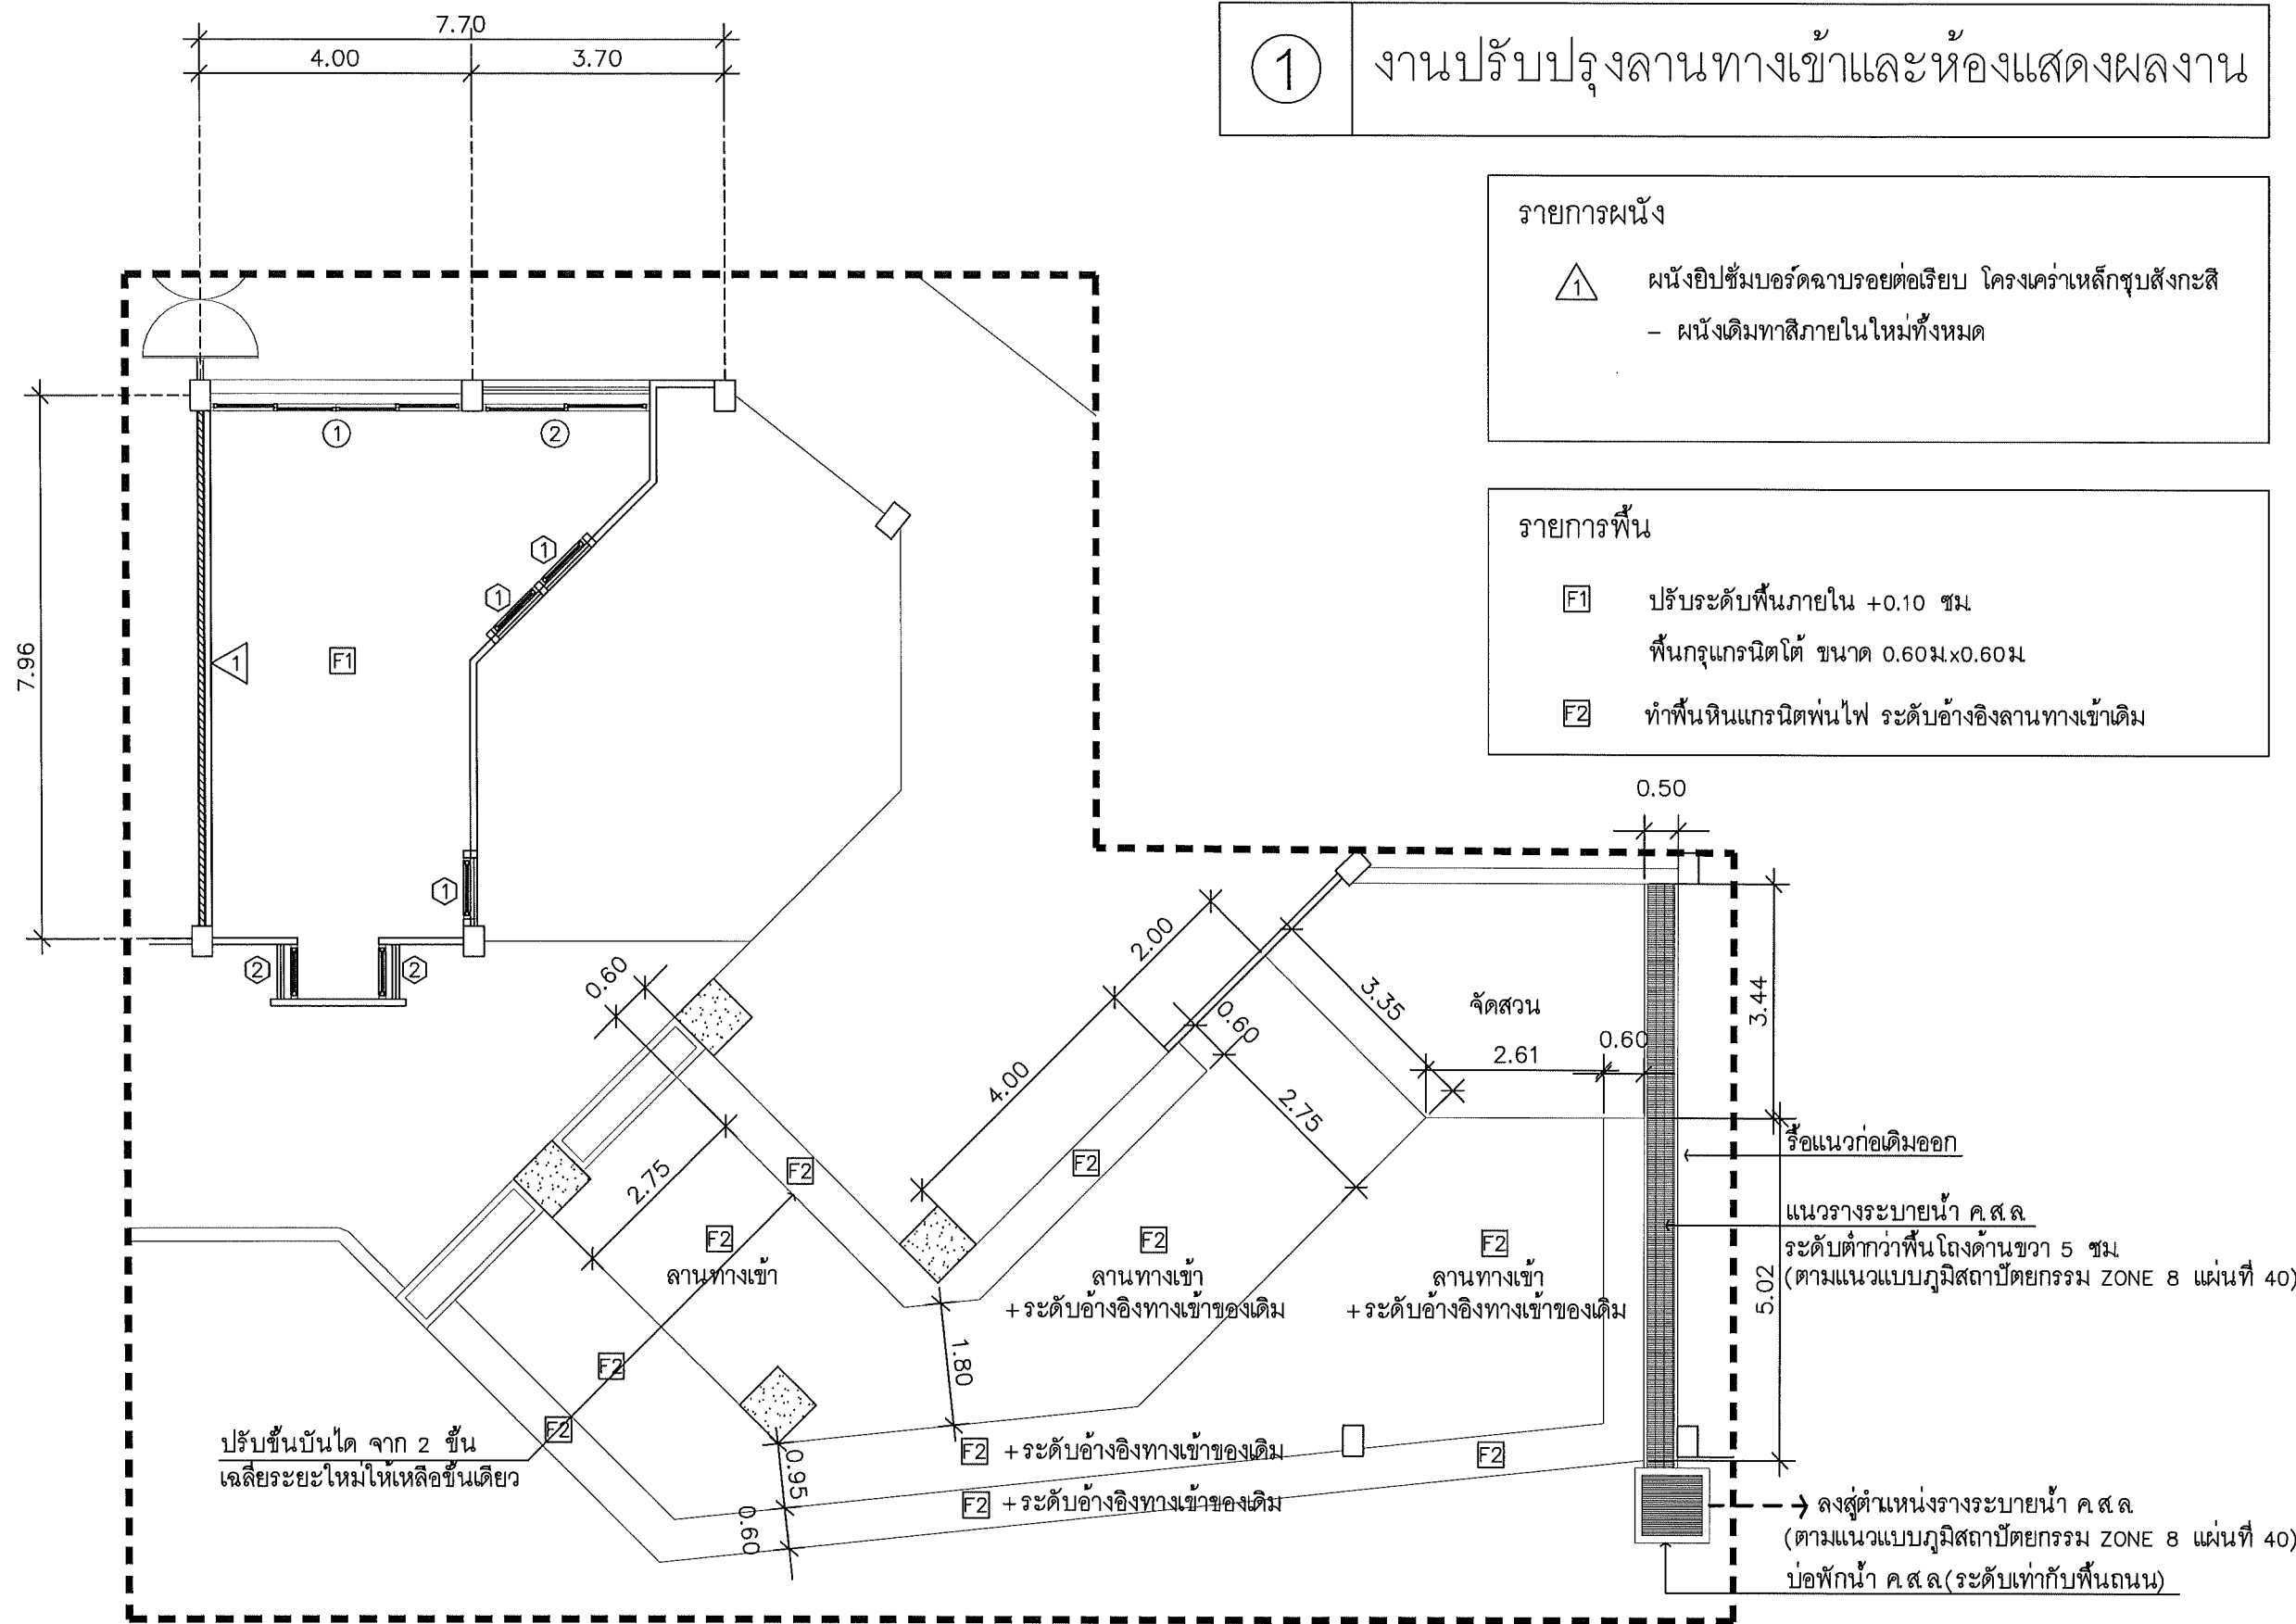 7.70
4.00
3.70
1
งานปรับปรุงลานทางเข้าและห้องแสดงผลงาน
รายการผนัง
1
ผนังยิปซั่มบอร์ดฉาบรอยต่อเรียบ โครงเคร่าเหล็กชุบสังกะสี
- ผนังเดิมทาสีภายในใหม่ทั้งหมด
รายการพื้น
F1
ปรับระดับพื้นภายใน +0.10 ซม.
พื้นกรุแกรนิตโต้ ขนาด 0.60ม.x0.60ม.
F2
ทำพื้นหินแกรนิตพ่นไฟ ระดับอ้างอิงลานทางเข้าเดิม
1
2
1
1
7.96
1
F1
1
2
2
0.50
0.60
2.00
0.60
3.35
จัดสวน
2.61
0.60
3.44
4.00
2.75
2.75
F2
F2
รื้อแนวก่อเดิมออก
แนวรางระบายน้ำ ค.ส.ล.
ระดับต่ำกว่าพื้นโถงด้านขวา 5 ซม.
(ตามแนวแบบภูมิสถาปัตยกรรม ZONE 8 แผ่นที่ 40)
5.02
F2
ลานทางเข้า
F2
ลานทางเข้า
+ระดับอ้างอิงทางเข้าของเดิม
F2
ลานทางเข้า
+ระดับอ้างอิงทางเข้าของเดิม
1.80
F2
F2
ปรับขั้นบันได จาก 2 ขั้น
เฉลี่ยระยะใหม่ให้เหลือขั้นเดียว
F2 +ระดับอ้างอิงทางเข้าของเดิม
F2
0.95
F2 +ระดับอ้างอิงทางเข้าของเดิม
0.60
ลงสู่ตำแหน่งรางระบายน้ำ ค.ส.ล.
(ตามแนวแบบภูมิสถาปัตยกรรม ZONE 8 แผ่นที่ 40)
บ่อพักน้ำ ค.ส.ล.(ระดับเท่ากับพื้นถนน)